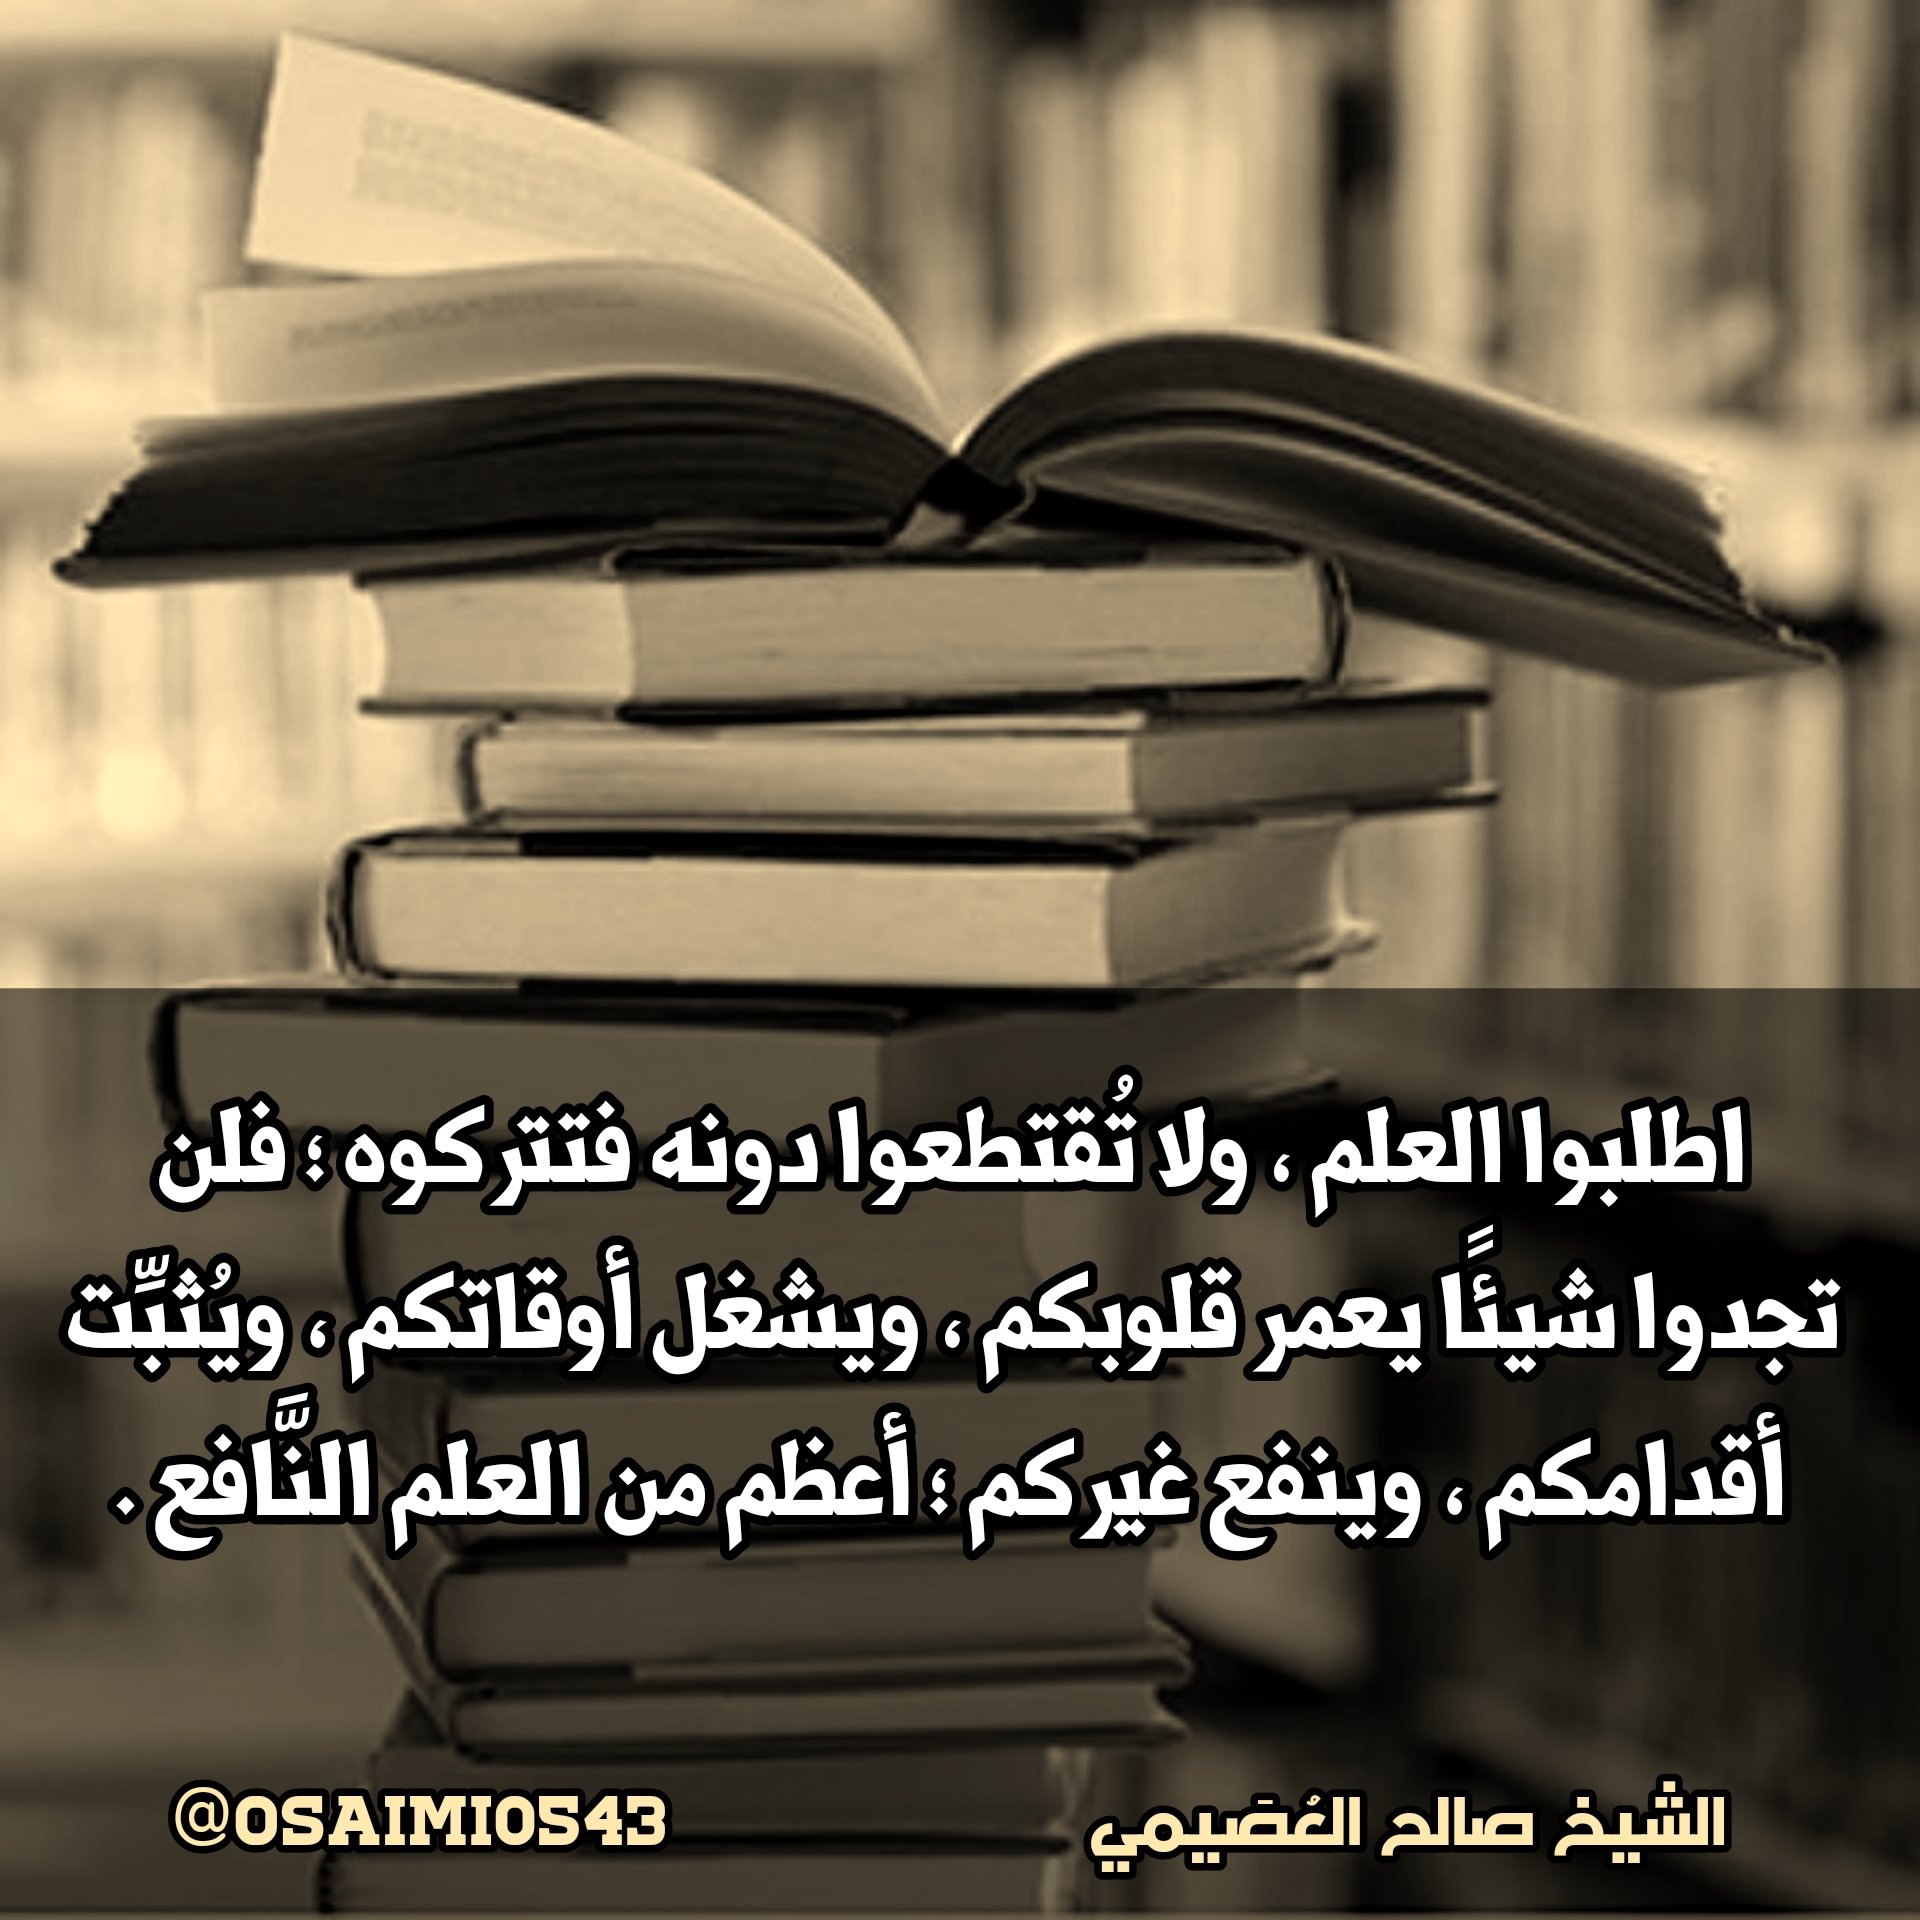 اطلبوا العلم ، ولا تُقتطعوا دونه فتتركوه ؛ فلن
تجدوا شيئًا يعمر قلوبكم ، ويشغل أوقاتكم ، ويُثبِّت
أقدامكم ، وينفع غيركم ؛ أعظم من العلم النَّافع .
الشيخ صالح العُصَيمي
@OSAIMI0543